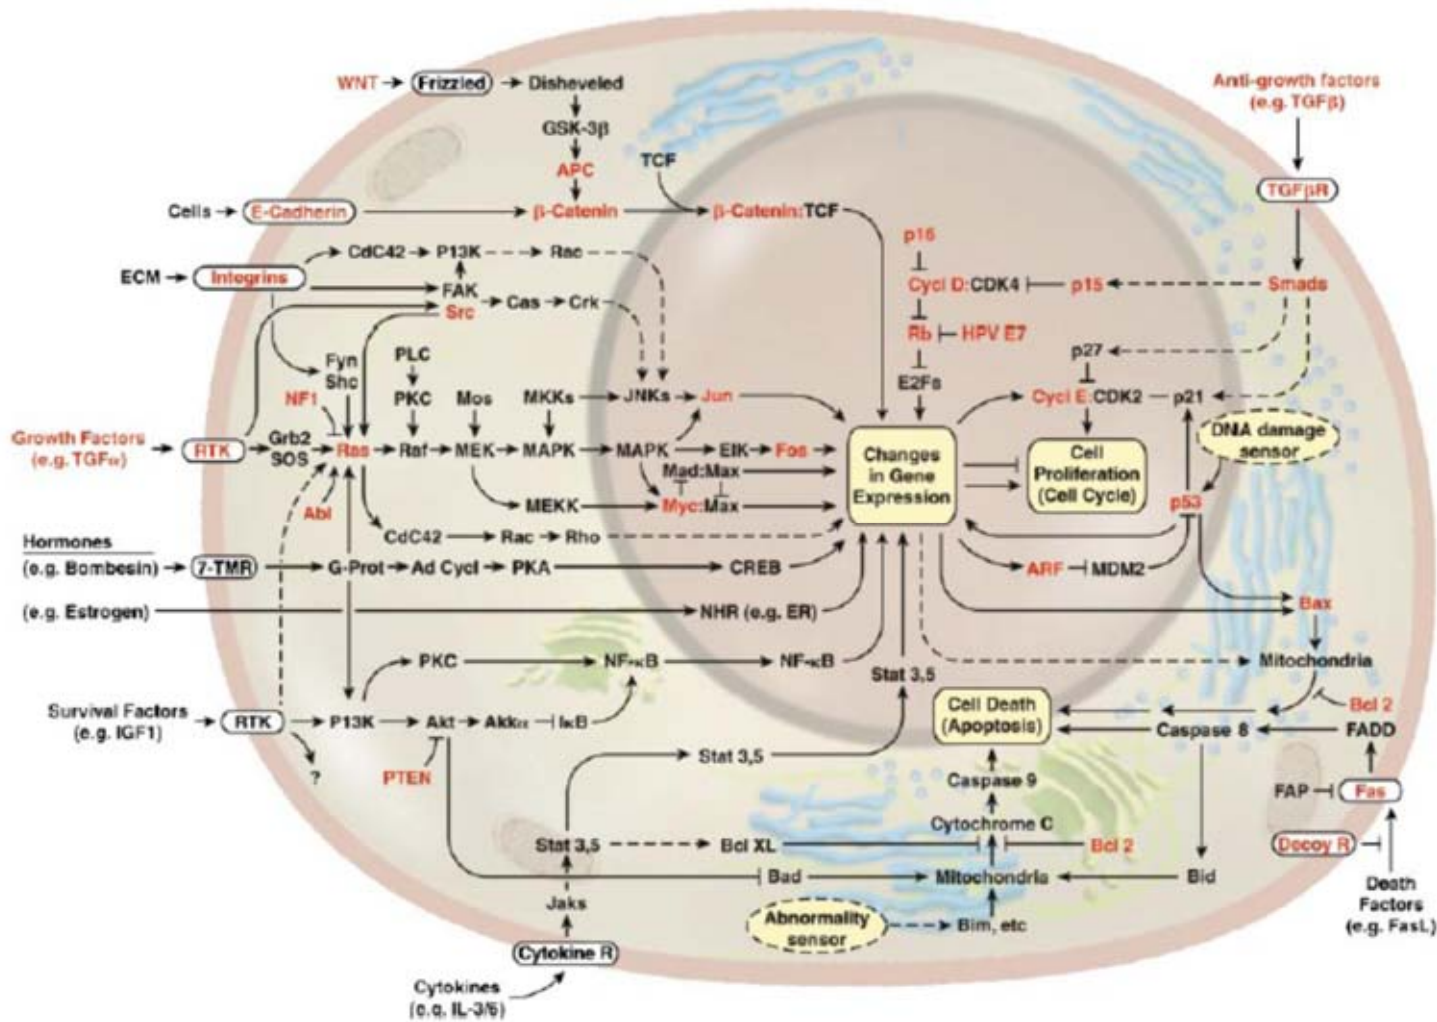 WNT Frizzled Disheveled
GSK-3β
APC
TCF
Cells E-Cadherin β-Catenin β-Catenin:TCF
Anti-growth factors
(e.g. TGFβ)
TGFβR
Smads
p16
Cycl D:CDK4 p15
Rb HPV E7
E2Fs
p27
Cycl E:CDK2 p21
DNA damage
sensor
CdC42 P13K Rac
ECM Integrins
FAK
Src
Cas Crk
Fyn
Shc
PLC
NF1
PKC Mos MKKs JNKs Jun
Growth Factors
(e.g. TGFα)
RTK
Grb2
SOS
Ras Raf MEK MAPK MAPK ElK Fos
Mad:Max
MEKK Myc:Max
Abl
CdC42 Rac Rho
Changes
in Gene
Expression
Cell
Proliferation
(Cell Cycle)
p53
ARF MDM2
Bax
Hormones
(e.g. Bombesin) 7-TMR G-Prot Ad Cycl PKA CREB
(e.g. Estrogen) NHR (e.g. ER)
PKC NF-κB NF-κB
Stat 3,5
Mitochondria
Survival Factors
(e.g. IGF1)
RTK P13K Akt Akkα IκB
?
PTEN
Stat 3,5
Cell Death
(Apoptosis)
Bcl 2
Caspase 8 FADD
Caspase 9
FAP Fas
Cytochrome C
Stat 3,5 Bcl XL Bcl 2 Decoy R
Bad Mitochondria Bid
Death
Factors
(e.g. FasL)
Jaks
Abnormality
sensor
Bim, etc
Cytokine R
Cytokines
(e.g. IL-3/6)